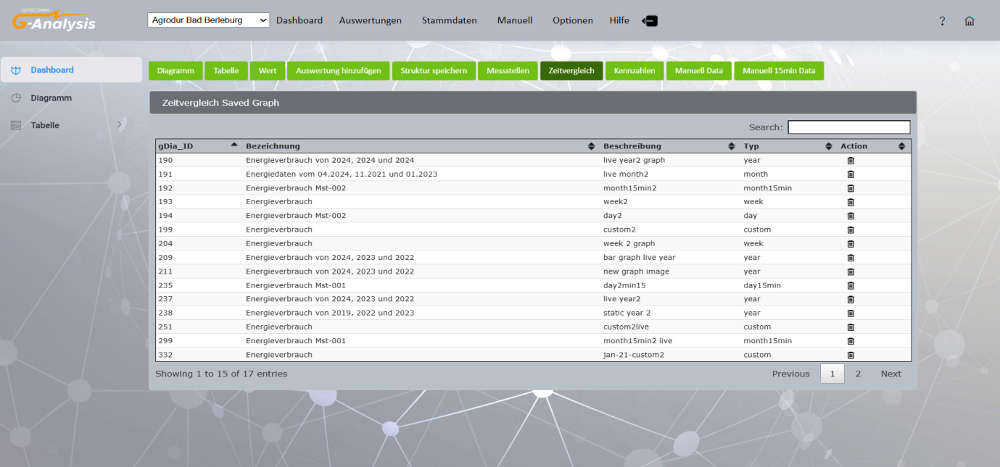 GIPSCOMM
G-Analysis
Agrodur Bad Berleburg Dashboard Auswertungen Stammdaten Manuell Optionen Hilfe ?
Dashboard
Diagramm
Tabelle
Diagramm Tabelle Wert Auswertung hinzufügen Struktur speichern Messstellen Zeitvergleich Kennzahlen Manuell Data Manuell 15min Data
Zeitvergleich Saved Graph
Search:
gDia_ID Bezeichnung Beschreibung Typ Action
190 Energieverbrauch von 2024, 2024 und 2024 live year2 graph year
191 Energiedaten vom 04.2024, 11.2021 und 01.2023 live month2 month
192 Energieverbrauch Mst-002 month15min2 month15min
193 Energieverbrauch week2 week
194 Energieverbrauch Mst-002 day2 day
199 Energieverbrauch custom2 custom
204 Energieverbrauch week 2 graph week
209 Energieverbrauch von 2024, 2023 und 2022 bar graph live year year
211 Energieverbrauch von 2024, 2023 und 2022 new graph image year
235 Energieverbrauch Mst-001 day2min15 day15min
237 Energieverbrauch von 2024, 2023 und 2022 live year2 year
238 Energieverbrauch von 2019, 2022 und 2023 static year 2 year
251 Energieverbrauch custom2live custom
299 Energieverbrauch Mst-001 month15min2 live month15min
332 Energieverbrauch jan-21-custom2 custom
Showing 1 to 15 of 17 entries
Previous 1 2 Next